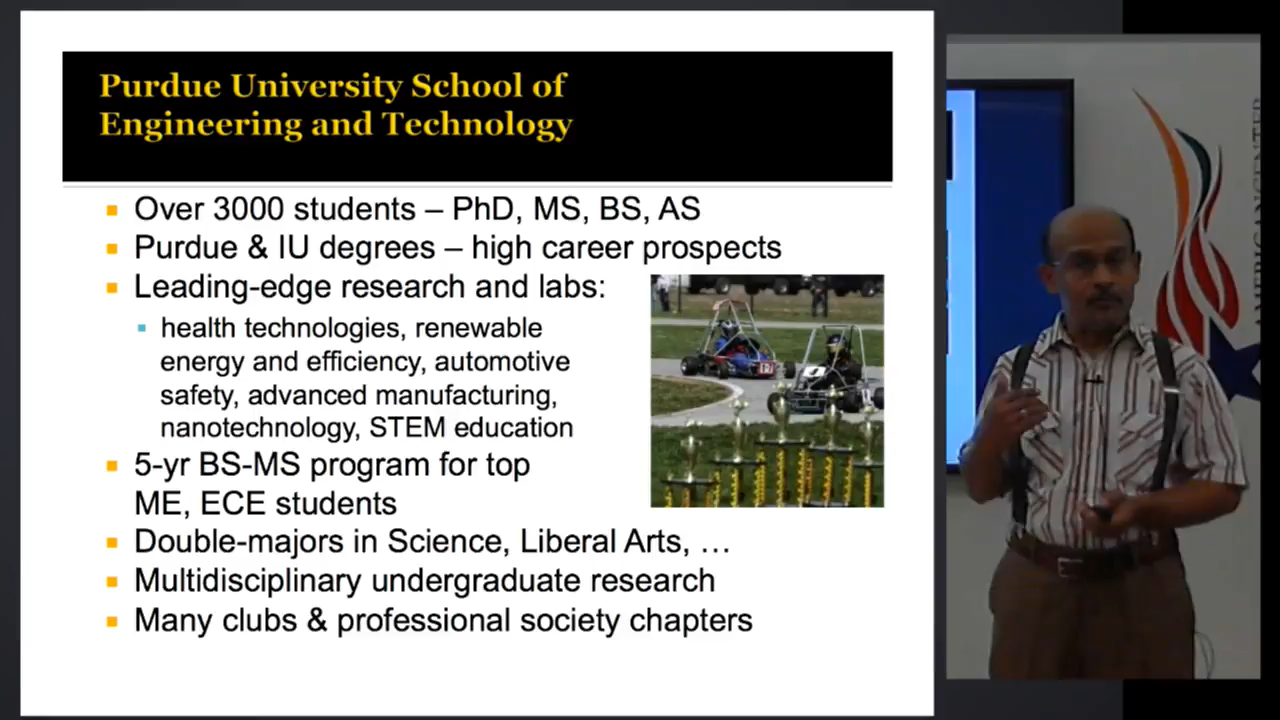 Purdue University School of
Engineering and Technology
Over 3000 students – PhD, MS, BS, AS
Purdue & IU degrees – high career prospects
Leading-edge research and labs:
health technologies, renewable
energy and efficiency, automotive
safety, advanced manufacturing,
nanotechnology, STEM education
5-yr BS-MS program for top
ME, ECE students
Double-majors in Science, Liberal Arts, …
Multidisciplinary undergraduate research
Many clubs & professional society chapters
AMERICANCENTER